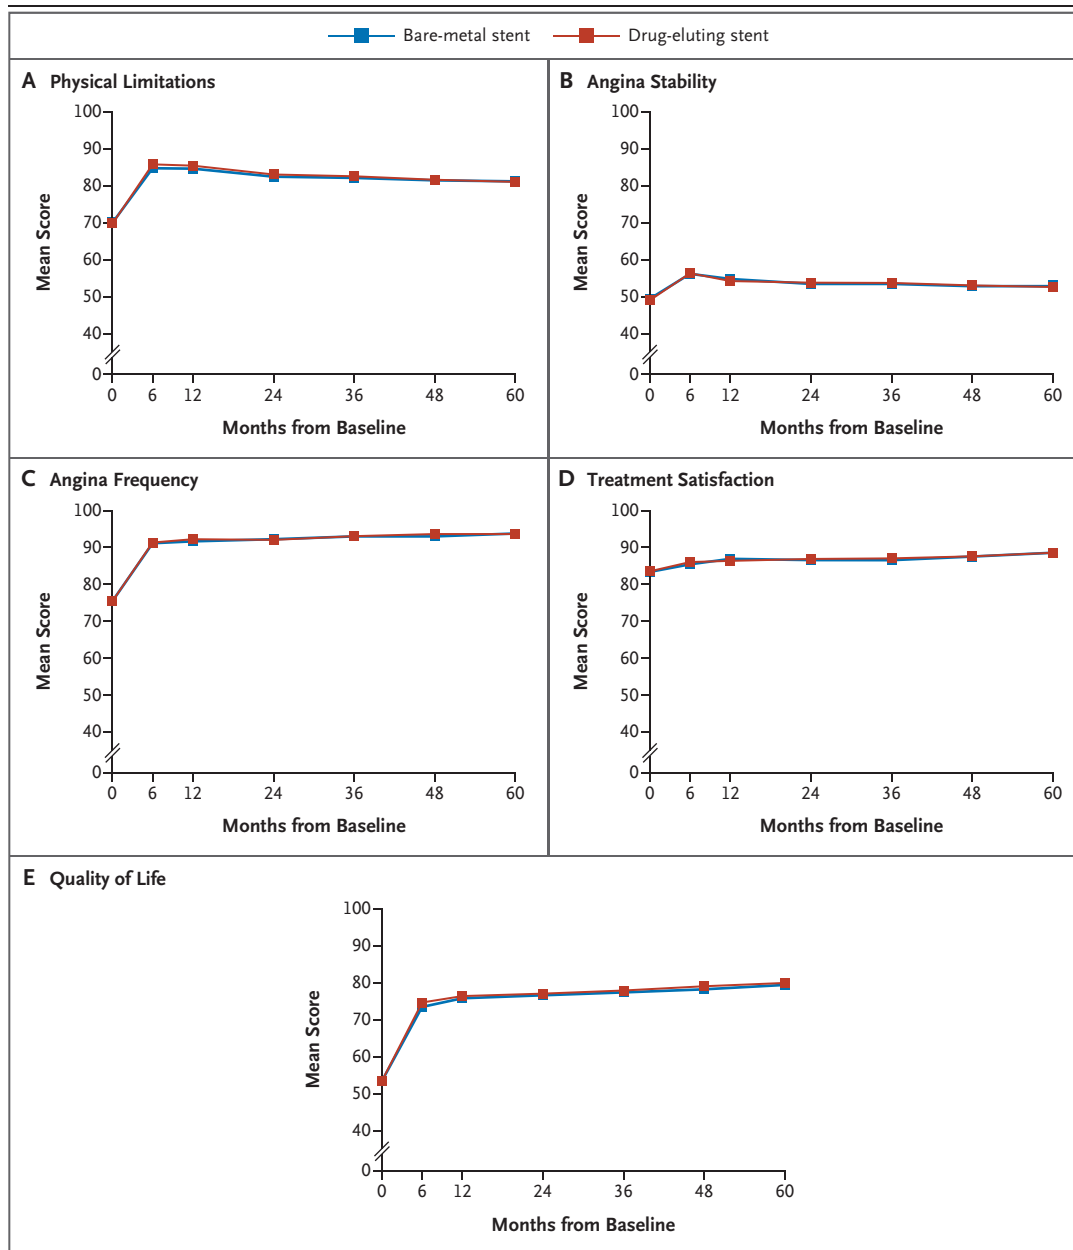 Bare-metal stent Drug-eluting stent
A Physical Limitations
100
90
80
70
60
50
40
0
Mean Score
0 6 12 24 36 48 60
Months from Baseline
B Angina Stability
100
90
80
70
60
50
40
0
Mean Score
0 6 12 24 36 48 60
Months from Baseline
C Angina Frequency
100
90
80
70
60
50
40
0
Mean Score
0 6 12 24 36 48 60
Months from Baseline
D Treatment Satisfaction
100
90
80
70
60
50
40
0
Mean Score
0 6 12 24 36 48 60
Months from Baseline
E Quality of Life
100
90
80
70
60
50
40
0
Mean Score
0 6 12 24 36 48 60
Months from Baseline